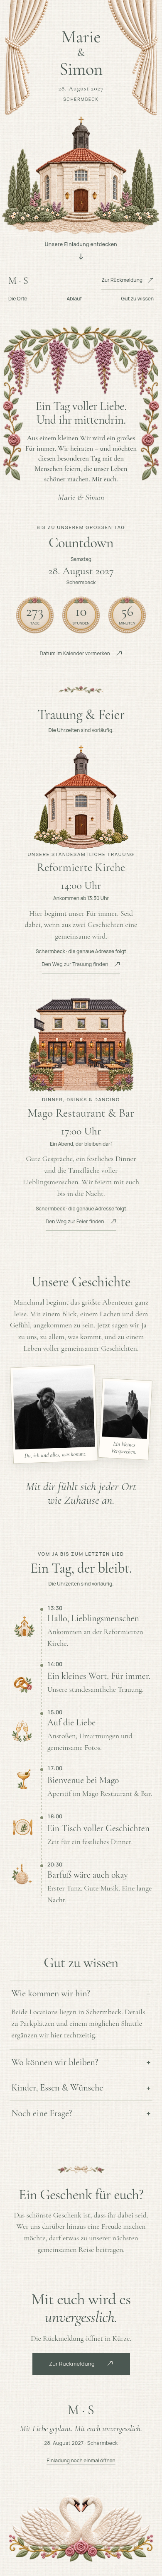 Marie
&
Simon
28. August 2027
SCHERMBECK
Unsere Einladung entdecken
↓
M · S
Zur Rückmeldung ↗
Die Orte Ablauf Gut zu wissen
Ein Tag voller Liebe.
Und ihr mittendrin.
Aus einem kleinen Wir wird ein großes
Für immer. Wir heiraten – und möchten
diesen besonderen Tag mit den
Menschen feiern, die unser Leben
schöner machen. Mit euch.
Marie & Simon
BIS ZU UNSEREM GROSSEN TAG
Countdown
Samstag
28. August 2027
Schermbeck
273
TAGE
10
STUNDEN
56
MINUTEN
Datum im Kalender vormerken ↗
Trauung & Feier
Die Uhrzeiten sind vorläufig.
UNSERE STANDESAMTLICHE TRAUUNG
Reformierte Kirche
14:00 Uhr
Ankommen ab 13:30 Uhr
Hier beginnt unser Für immer. Seid
dabei, wenn aus zwei Geschichten eine
gemeinsame wird.
Schermbeck · die genaue Adresse folgt
Den Weg zur Trauung finden ↗
DINNER, DRINKS & DANCING
Mago Restaurant & Bar
17:00 Uhr
Ein Abend, der bleiben darf
Gute Gespräche, ein festliches Dinner
und die Tanzfläche voller
Lieblingsmenschen. Wir feiern mit euch
bis in die Nacht.
Schermbeck · die genaue Adresse folgt
Den Weg zur Feier finden ↗
Unsere Geschichte
Manchmal beginnt das größte Abenteuer ganz
leise. Mit einem Blick, einem Lachen und dem
Gefühl, angekommen zu sein. Jetzt sagen wir Ja –
zu uns, zu allem, was kommt, und zu einem
Leben voller gemeinsamer Geschichten.
Du, ich und alles, was kommt.
Ein kleines
Versprechen.
Mit dir fühlt sich jeder Ort
wie Zuhause an.
VOM JA BIS ZUM LETZTEN LIED
Ein Tag, der bleibt.
Die Uhrzeiten sind vorläufig.
13:30
Hallo, Lieblingsmenschen
Ankommen an der Reformierten
Kirche.
14:00
Ein kleines Wort. Für immer.
Unsere standesamtliche Trauung.
15:00
Auf die Liebe
Anstoßen, Umarmungen und
gemeinsame Fotos.
17:00
Bienvenue bei Mago
Aperitif im Mago Restaurant & Bar.
18:00
Ein Tisch voller Geschichten
Zeit für ein festliches Dinner.
20:30
Barfuß wäre auch okay
Erster Tanz. Gute Musik. Eine lange
Nacht.
Gut zu wissen
Wie kommen wir hin? –
Beide Locations liegen in Schermbeck. Details
zu Parkplätzen und einem möglichen Shuttle
ergänzen wir hier rechtzeitig.
Wo können wir bleiben? +
Kinder, Essen & Wünsche +
Noch eine Frage? +
Ein Geschenk für euch?
Das schönste Geschenk ist, dass ihr dabei seid.
Wer uns darüber hinaus eine Freude machen
möchte, darf etwas zu unserer nächsten
gemeinsamen Reise beitragen.
Mit euch wird es
unvergesslich.
Die Rückmeldung öffnet in Kürze.
Zur Rückmeldung ↗
M · S
Mit Liebe geplant. Mit euch unvergesslich.
28. August 2027 · Schermbeck
Einladung noch einmal öffnen